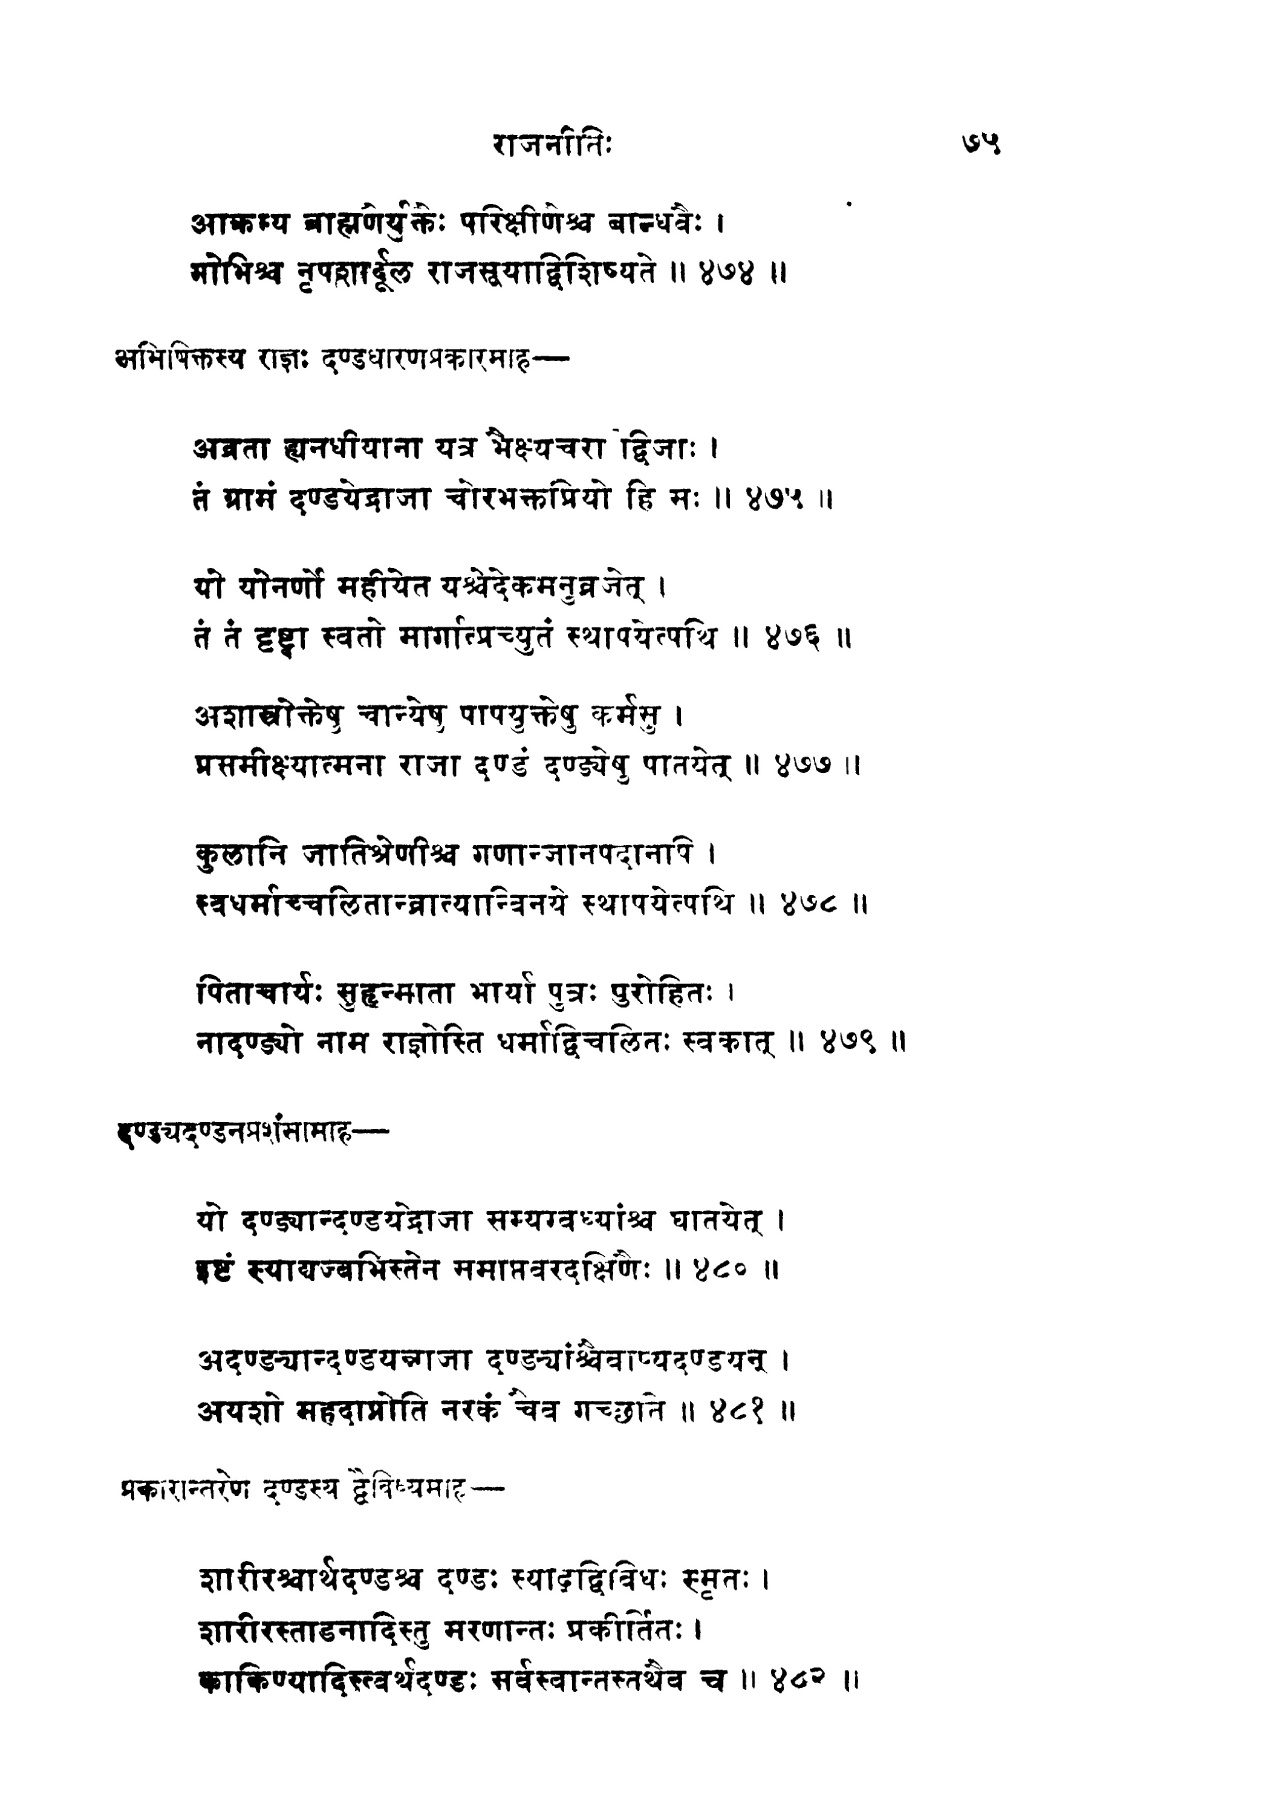 राजनीतिः ७५
आक्रम्य ब्राह्मणैर्युक्तैः परिक्षीणैश्च बान्धवैः ।
गोभिश्च नृपशार्दूल राजसूयाद्विशिष्यते ॥ ४७४ ॥
अभिषिक्तस्य राज्ञः दण्डधारणप्रकारमाह—
अव्रता ह्यनधीयाना यत्र भैक्ष्यचरा द्विजाः ।
तं ग्रामं दण्डयेद्राजा चोरभक्तप्रियो हि मः ॥ ४७५ ॥
यो योनर्णो महीयेत यश्चेदेकमनुव्रजेत् ।
तं तं दृष्ट्वा स्वतो मार्गात्प्रच्युतं स्थापयेत्पथि ॥ ४७६ ॥
अशास्त्रोक्तेषु चान्येषु पापयुक्तेषु कर्मसु ।
प्रसमीक्ष्यात्मना राजा दण्डं दण्ड्येषु पातयेत् ॥ ४७७ ॥
कुलानि जातिश्रेणीश्च गणान्जानपदानपि ।
स्वधर्माच्चलितान्व्रात्यान्विनये स्थापयेत्पथि ॥ ४७८ ॥
पिताचार्यः सुहृन्माता भार्या पुत्रः पुरोहितः ।
नादण्ड्यो नाम राज्ञोस्ति धर्माद्विचलितः स्वकात् ॥ ४७९ ॥
दण्ड्यदण्डनप्रशंसामाह—
यो दण्ड्यान्दण्डयेद्राजा सम्यग्वध्यांश्च घातयेत् ।
इष्टं स्याद्यज्वभिस्तेन समाप्तवरदक्षिणैः ॥ ४८० ॥
अदण्ड्यान्दण्डयन्राजा दण्ड्यांश्चैवाप्यदण्डयन् ।
अयशो महदाप्नोति नरकं चैव गच्छति ॥ ४८१ ॥
प्रकारान्तरेण दण्डस्य द्वैविध्यमाह—
शारीरश्चार्थदण्डश्च दण्डः स्याद्द्विविधः स्मृतः ।
शारीरस्ताडनादिस्तु मरणान्तः प्रकीर्तितः ।
काकिण्यादिस्त्वर्थदण्डः सर्वस्वान्तस्तथैव च ॥ ४८२ ॥